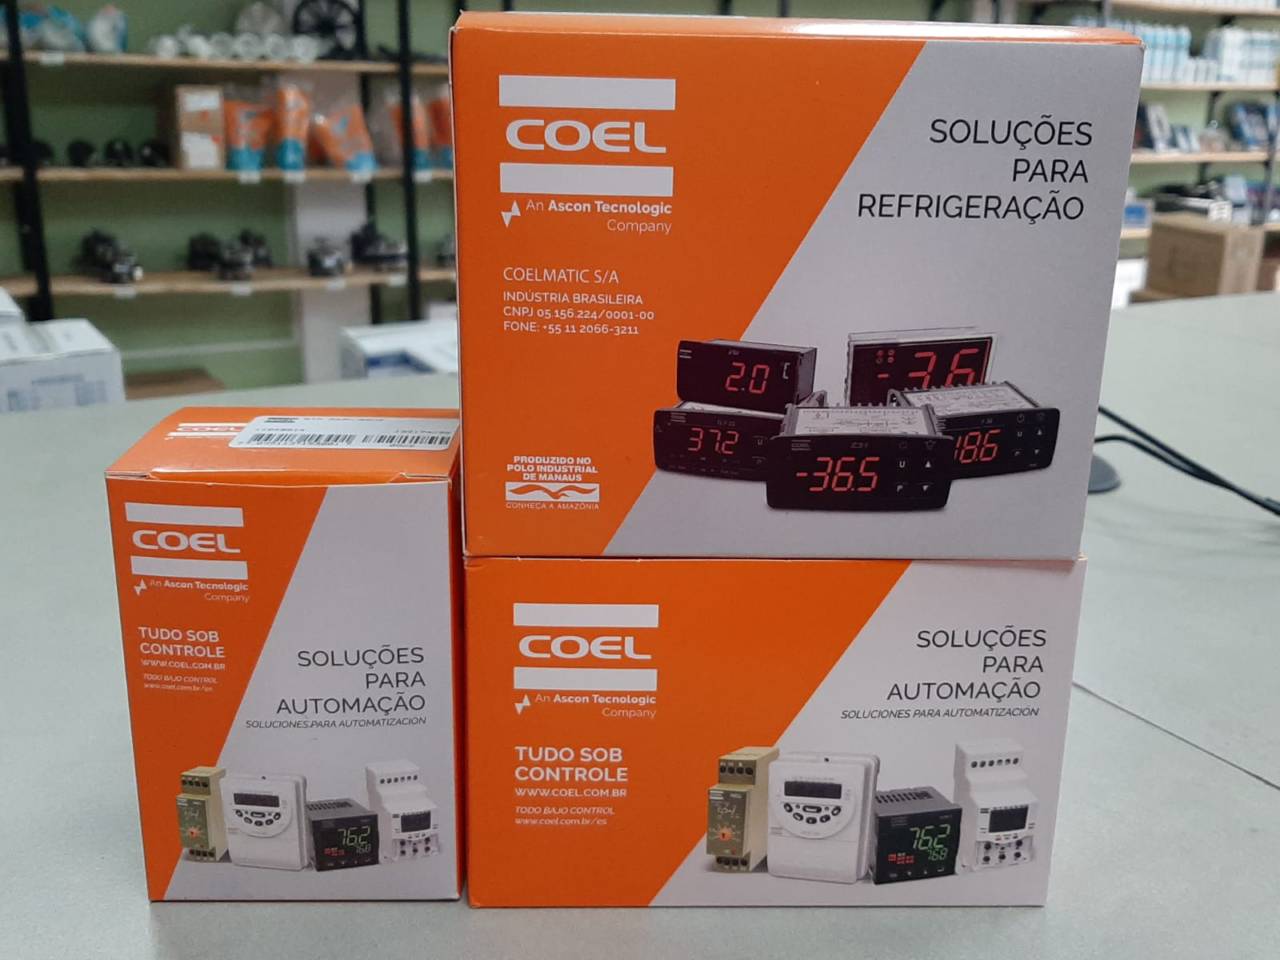 COEL
An Ascon Tecnologic
Company
COELMATIC S/A
INDÚSTRIA BRASILEIRA
CNPJ 05.156.224/0001-00
FONE: +55 11 2066-3211
PRODUZIDO NO
POLO INDUSTRIAL
DE MANAUS
CONHEÇA A AMAZÔNIA
SOLUÇÕES
PARA
REFRIGERAÇÃO
2.0
-3.6
37.2
COEL
-36.5
18.6
COEL
An Ascon Tecnologic
Company
TUDO SOB
CONTROLE
WWW.COEL.COM.BR
TODO BAJO CONTROL
www.coel.com.br/es
SOLUÇÕES
PARA
AUTOMAÇÃO
SOLUCIONES PARA AUTOMATIZACIÓN
76.2
76.8
COEL
An Ascon Tecnologic
Company
TUDO SOB
CONTROLE
WWW.COEL.COM.BR
TODO BAJO CONTROL
www.coel.com.br/es
SOLUÇÕES
PARA
AUTOMAÇÃO
SOLUCIONES PARA AUTOMATIZACIÓN
76.2
76.8